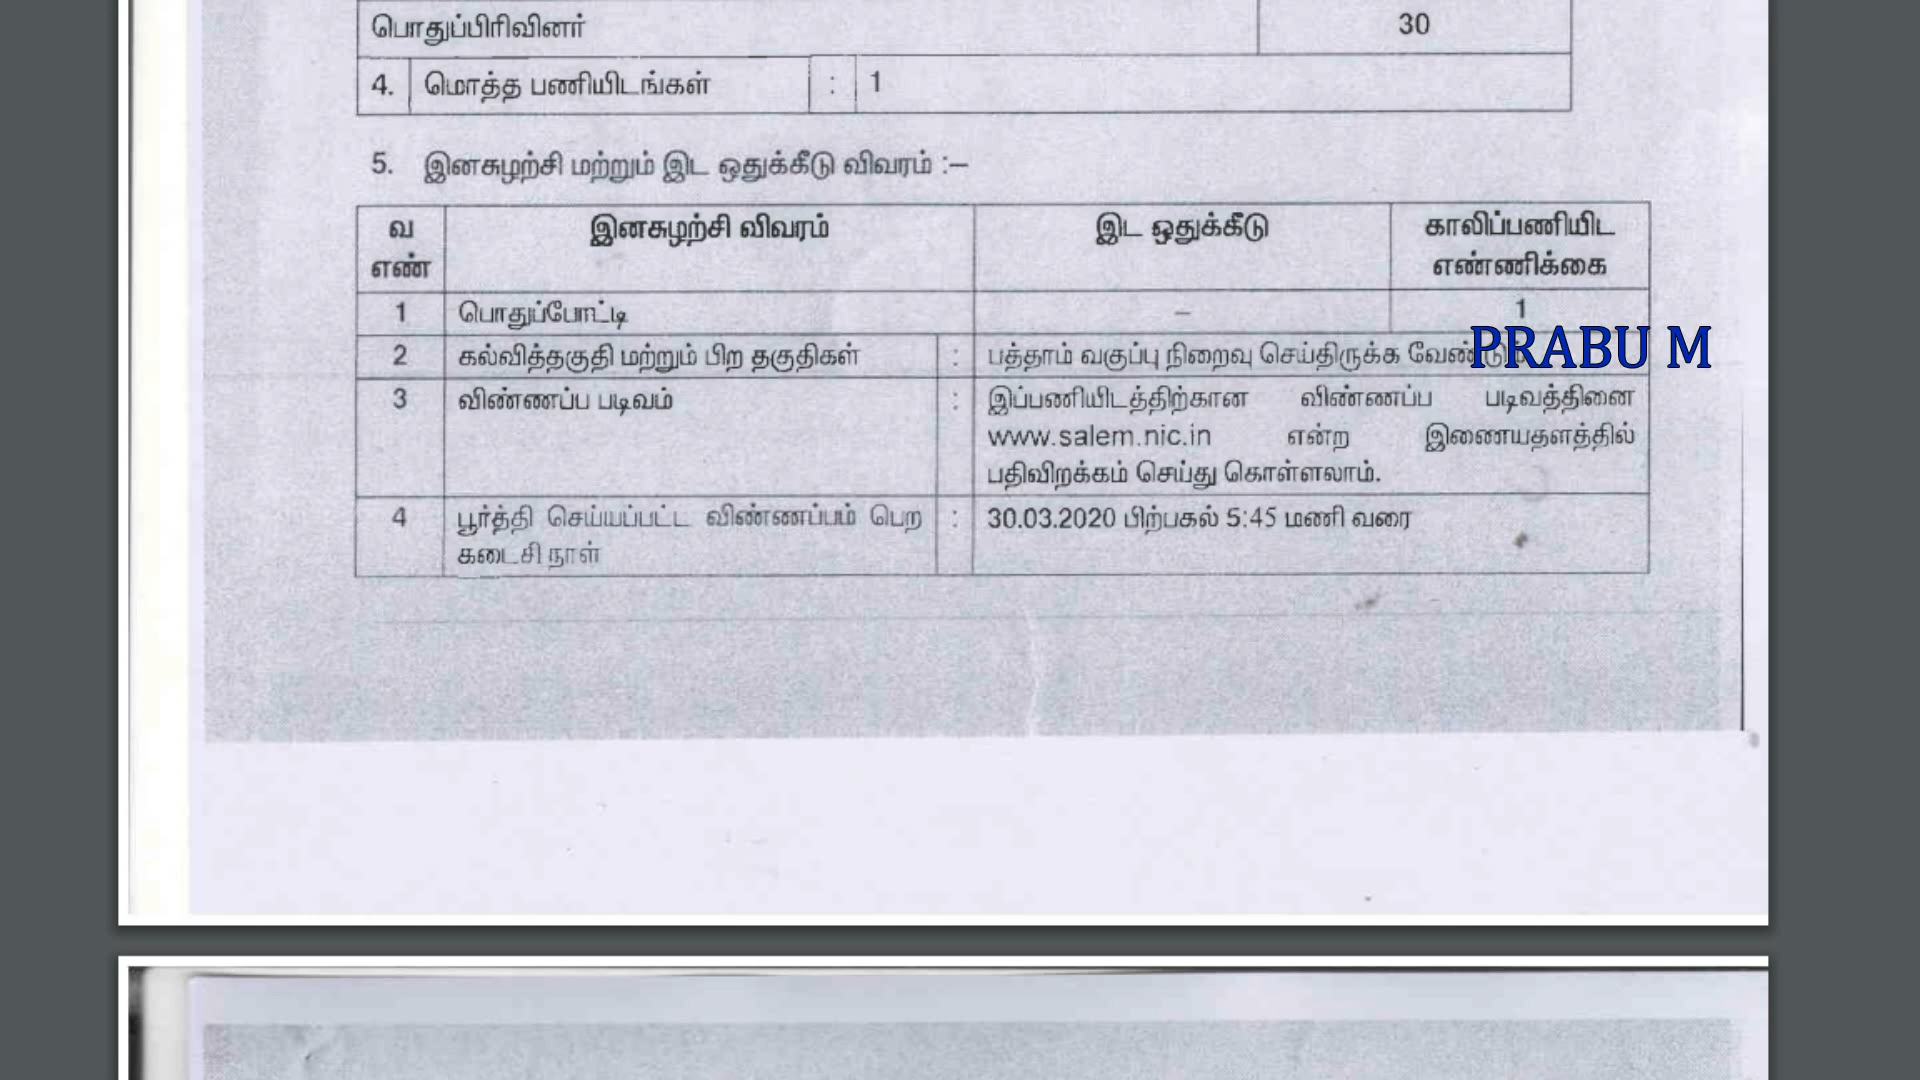 பொதுப்பிரிவினர் 30
4. மொத்த பணியிடங்கள் : 1
5. இனசுழற்சி மற்றும் இட ஒதுக்கீடு விவரம் :–
வ எண் இனசுழற்சி விவரம் இட ஒதுக்கீடு காலிப்பணியிட எண்ணிக்கை
1 பொதுப்போட்டி – 1
2 கல்வித்தகுதி மற்றும் பிற தகுதிகள் : பத்தாம் வகுப்பு நிறைவு செய்திருக்க
PRABU M
3 விண்ணப்ப படிவம் : இப்பணியிடத்திற்கான விண்ணப்ப படிவத்தினை
www.salem.nic.in என்ற இணையதளத்தில்
பதிவிறக்கம் செய்து கொள்ளலாம்.
4 பூர்த்தி செய்யப்பட்ட விண்ணப்பம் பெற : 30.03.2020 பிற்பகல் 5:45 மணி வரை
கடைசி நாள்